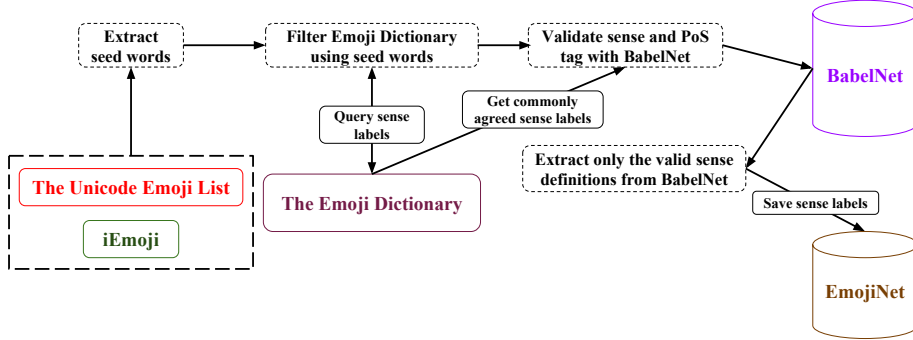 Extract
seed words
Filter Emoji Dictionary
using seed words
Validate sense and PoS
tag with BabelNet
BabelNet
Query sense
labels
Get commonly
agreed sense labels
Extract only the valid sense
definitions from BabelNet
The Unicode Emoji List
The Emoji Dictionary
iEmoji
Save sense labels
EmojiNet